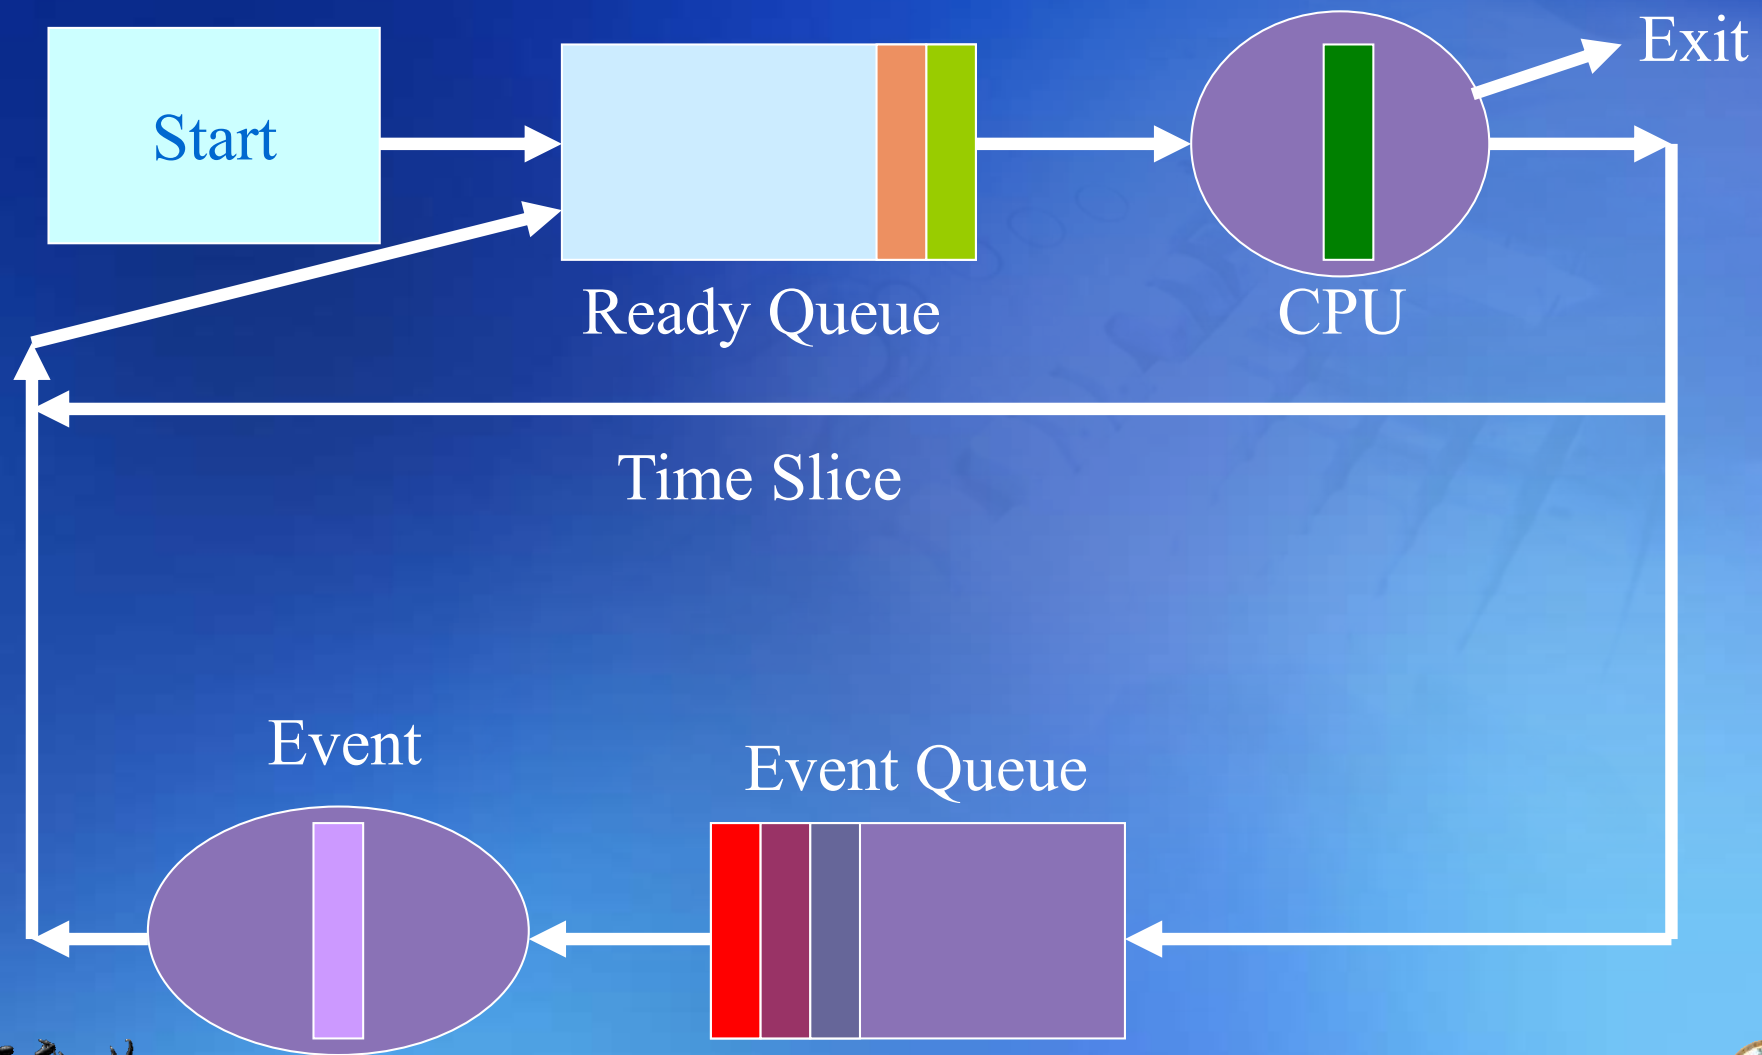 Exit
Start
Ready Queue
CPU
Time Slice
Event
Event Queue